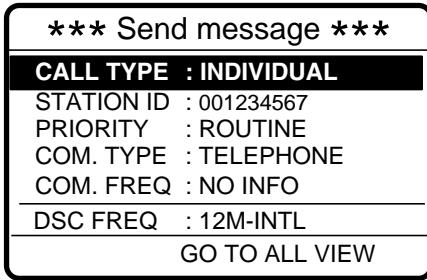 *** Send message ***
CALL TYPE : INDIVIDUAL
STATION ID : 001234567
PRIORITY : ROUTINE
COM. TYPE : TELEPHONE
COM. FREQ : NO INFO
DSC FREQ : 12M-INTL
GO TO ALL VIEW